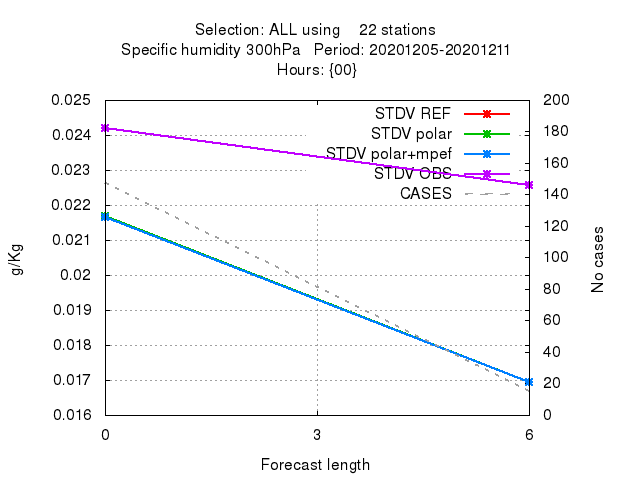 Selection: ALL using 22 stations
Specific humidity 300hPa Period: 20201205-20201211
Hours: {00}
0.025 200
STDV REF
0.024 180
STDV polar
STDV polar+mpef
0.023 160
STDV OBS
0.022 140
CASES
0.021 120
0.02 100
0.019 80
0.018 60
0.017 40
0.016 20
0
g/Kg
No cases
0 3 6
Forecast length